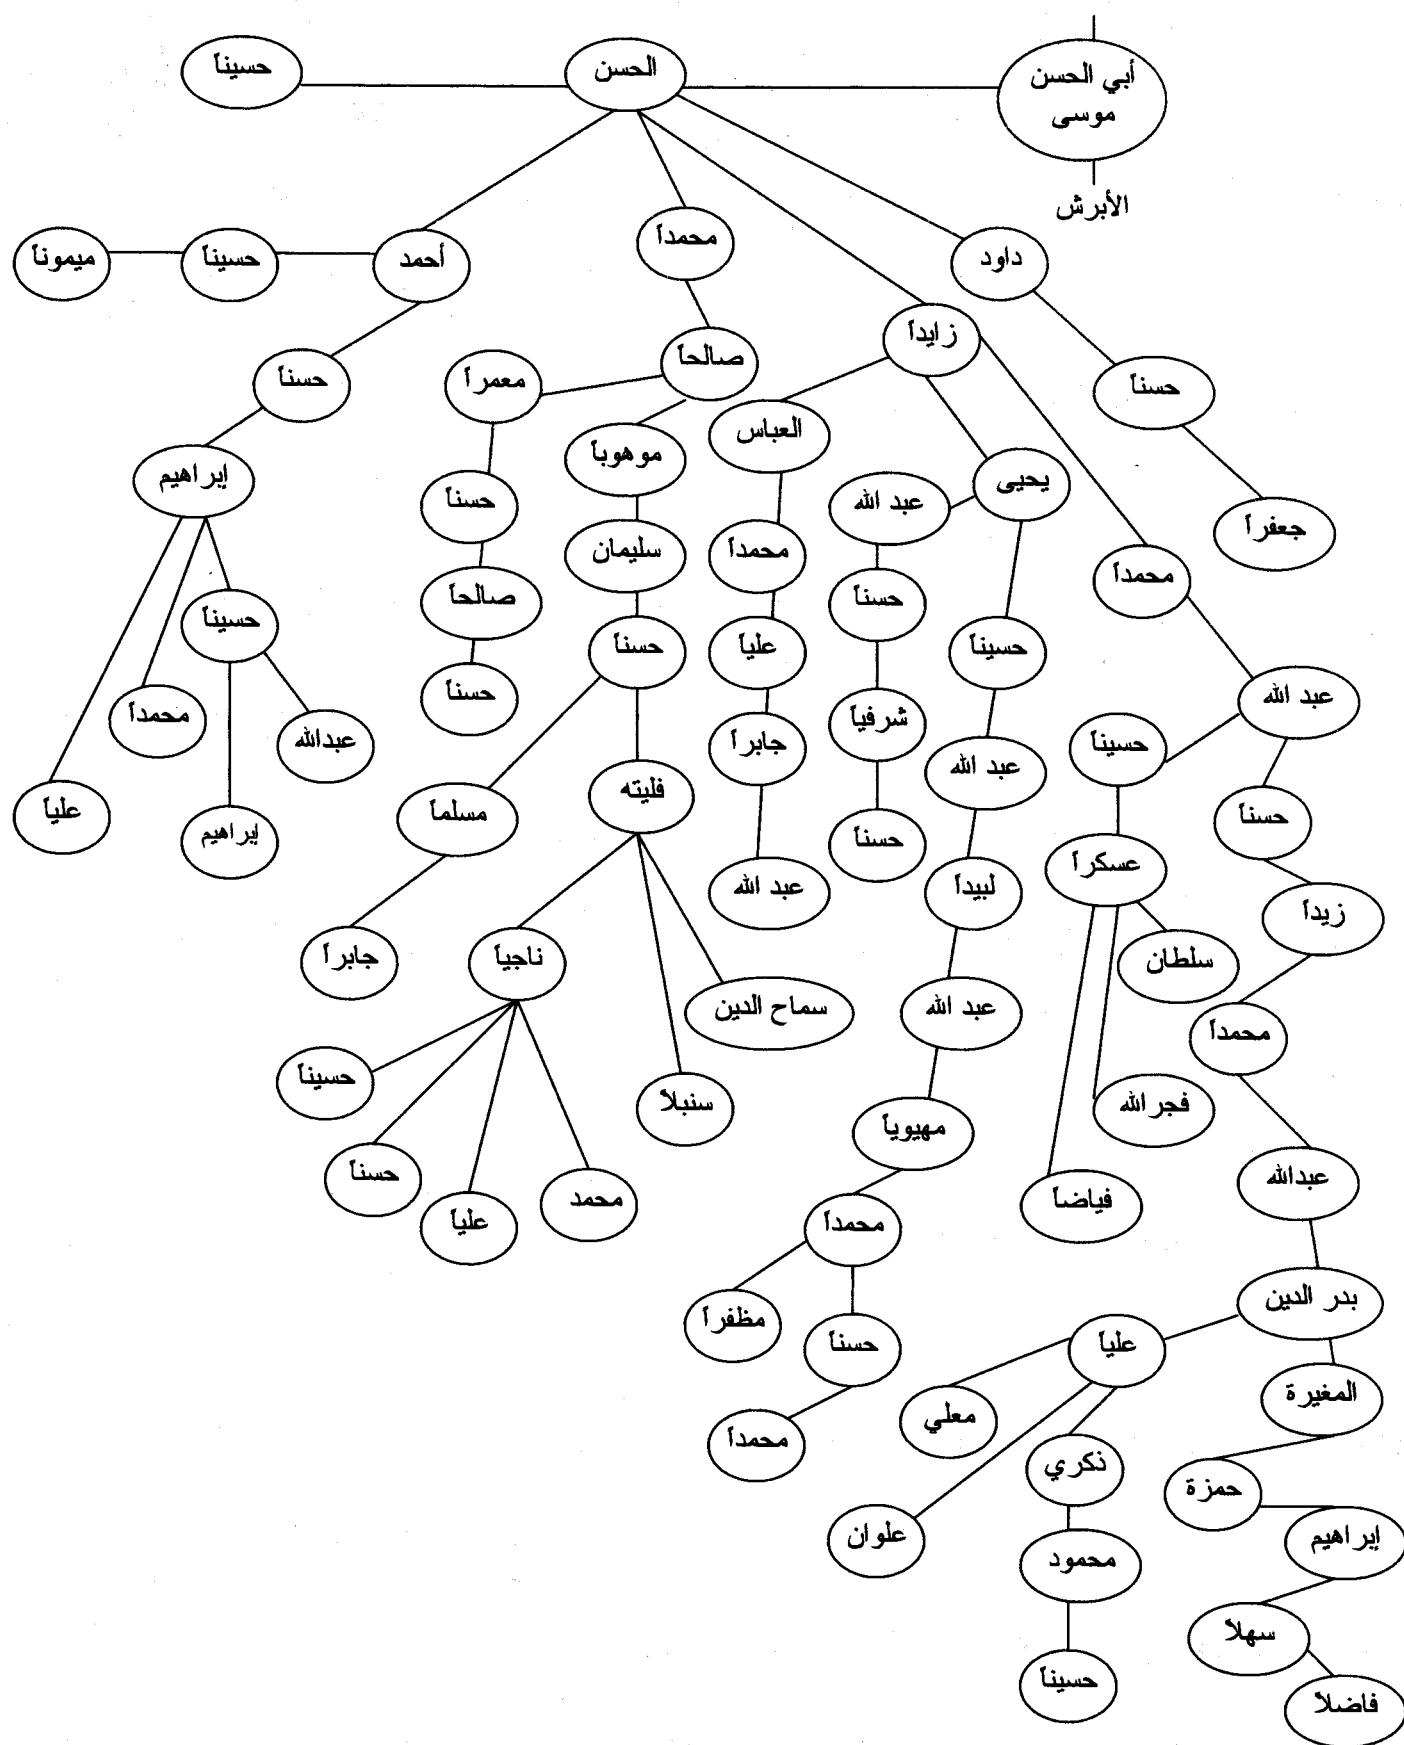 أبي الحسن
موسى
الحسن
حسيناً
الأبرش
داود
محمداً
أحمد
حسيناً
ميموناً
زايداً
صالحاً
معمراً
حسناً
حسناً
العباس
موهوباً
إبراهيم
يحيى
عبد الله
حسناً
جعفراً
محمداً
محمداً
سليمان
صالحاً
حسناً
حسيناً
حسيناً
علياً
حسناً
حسناً
عبد الله
حسيناً
شرفياً
جابراً
محمداً
عبدالله
عبد الله
فليته
مسلماً
علياً
إبراهيم
حسناً
حسناً
عسكراً
لبيداً
عبد الله
زيداً
سلطان
ناجياً
جابراً
عبد الله
سماح الدين
محمداً
حسيناً
سنبلاً
فجر الله
مهيوياً
حسناً
علياً
محمد
فياضاً
عبدالله
محمداً
بدر الدين
مظفراً
حسناً
علياً
المغيرة
معلي
محمداً
ذكري
حمزة
علوان
إبراهيم
محمود
سهلاً
حسيناً
فاضلاً